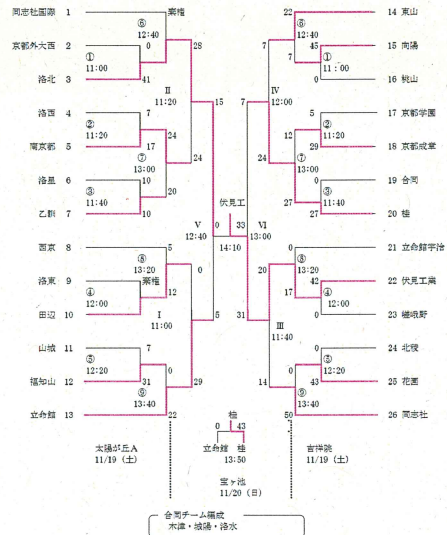 同志社国際 1 棄権
⑥
12:40
京都外大西 2 0
①
11:00
洛北 3 41
28
Ⅱ
11:20
洛西 4 7
②
11:20
南京都 5 17
24
⑦
13:00
洛星 6 10
③
11:40
乙訓 7 10
20
24
15
Ⅴ
12:40
西京 8 5
⑧
13:20
洛東 9 棄権
④
12:00
田辺 10
12
0
Ⅰ
11:00
山城 11 7
⑤
12:20
福知山 12 31
0
⑨
13:40
立命館 13 22
29
5
伏見工
0 33
14:10
22 14 東山
⑥
12:40
45 15 向陽
①
11:00
0 16 桃山
7
7
Ⅳ
12:00
5 17 京都学園
②
11:20
29 18 京都成章
12
⑦
13:00
0 19 合同
③
11:40
27 20 桂
27
24
7
Ⅵ
13:00
0 21 立命館宇治
⑧
13:20
42 22 伏見工業
④
12:00
0 23 嵯峨野
17
20
31
Ⅲ
11:40
0 24 北稜
⑤
12:20
43 25 花園
0
⑨
13:40
50 26 同志社
14
桂
0 43
立命館 桂
13:50
太陽が丘A
11/19(土)
吉祥院
11/19(土)
宝ヶ池
11/20(日)
合同チーム編成
木津・城陽・洛水